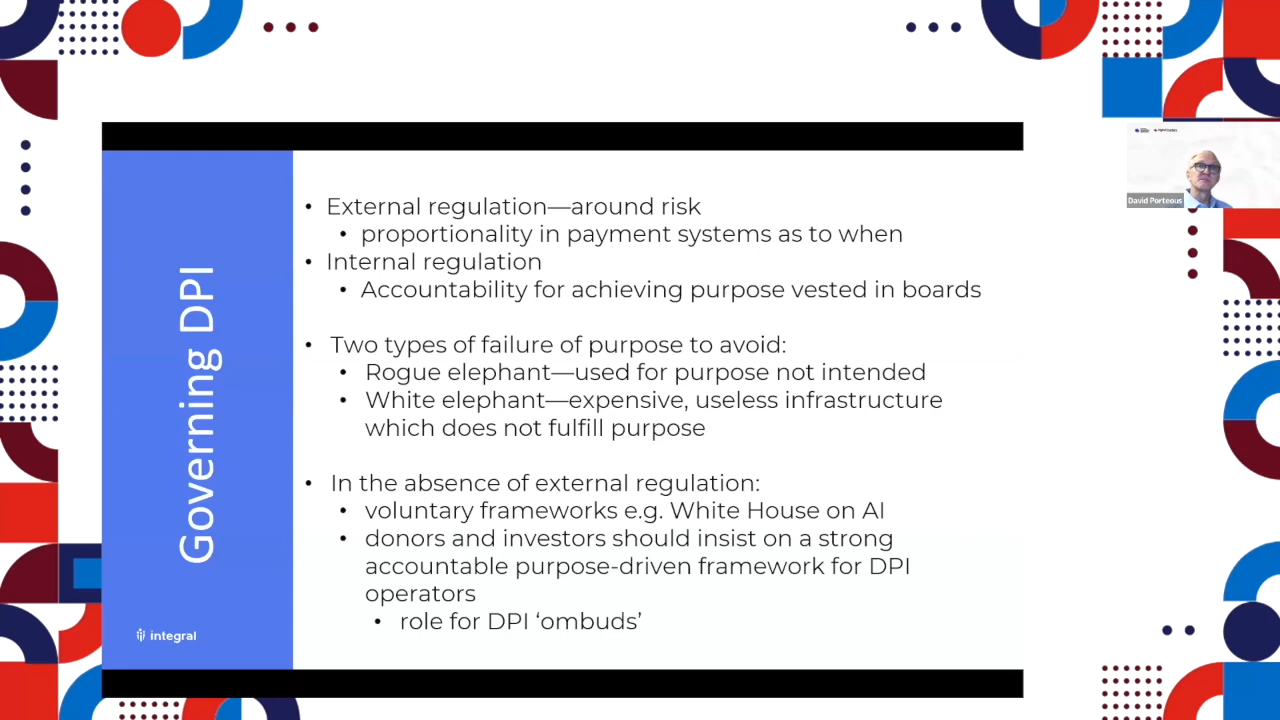 Governing DPI
• External regulation—around risk
• proportionality in payment systems as to when
• Internal regulation
• Accountability for achieving purpose vested in boards
• Two types of failure of purpose to avoid:
• Rogue elephant—used for purpose not intended
• White elephant—expensive, useless infrastructure
which does not fulfill purpose
• In the absence of external regulation:
• voluntary frameworks e.g. White House on AI
• donors and investors should insist on a strong
accountable purpose-driven framework for DPI
operators
• role for DPI ‘ombuds’
integral
David Porteous